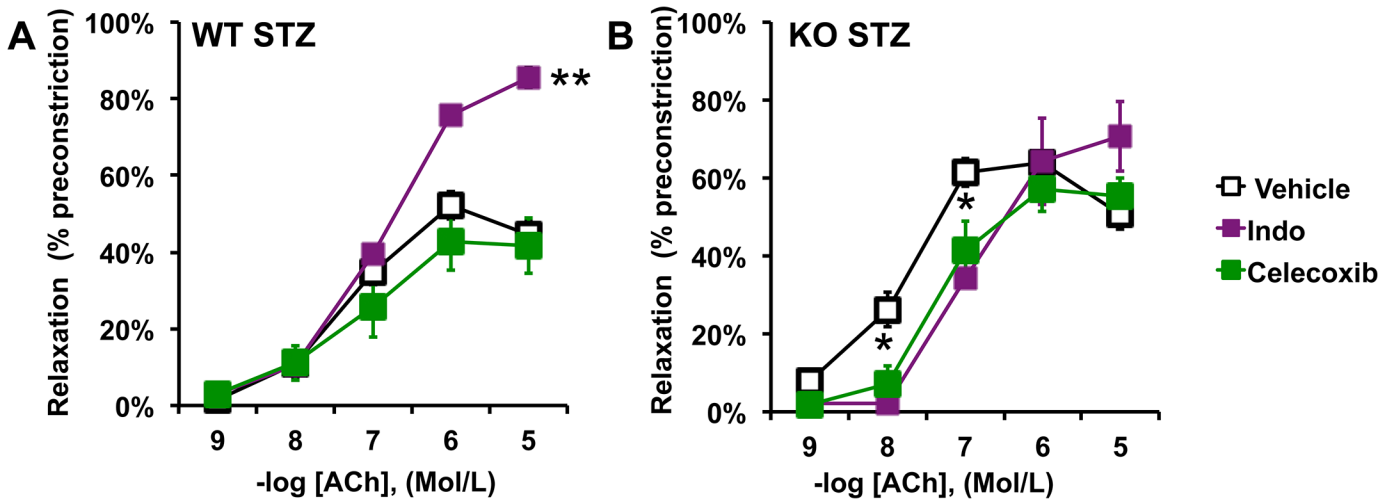 A
WT STZ
Relaxation (% preconstriction)
100%
80%
60%
40%
20%
0%
**
9 8 7 6 5
-log [ACh], (Mol/L)
B
KO STZ
Relaxation (% preconstriction)
100%
80%
60%
40%
20%
0%
*
*
9 8 7 6 5
-log [ACh], (Mol/L)
Vehicle
Indo
Celecoxib